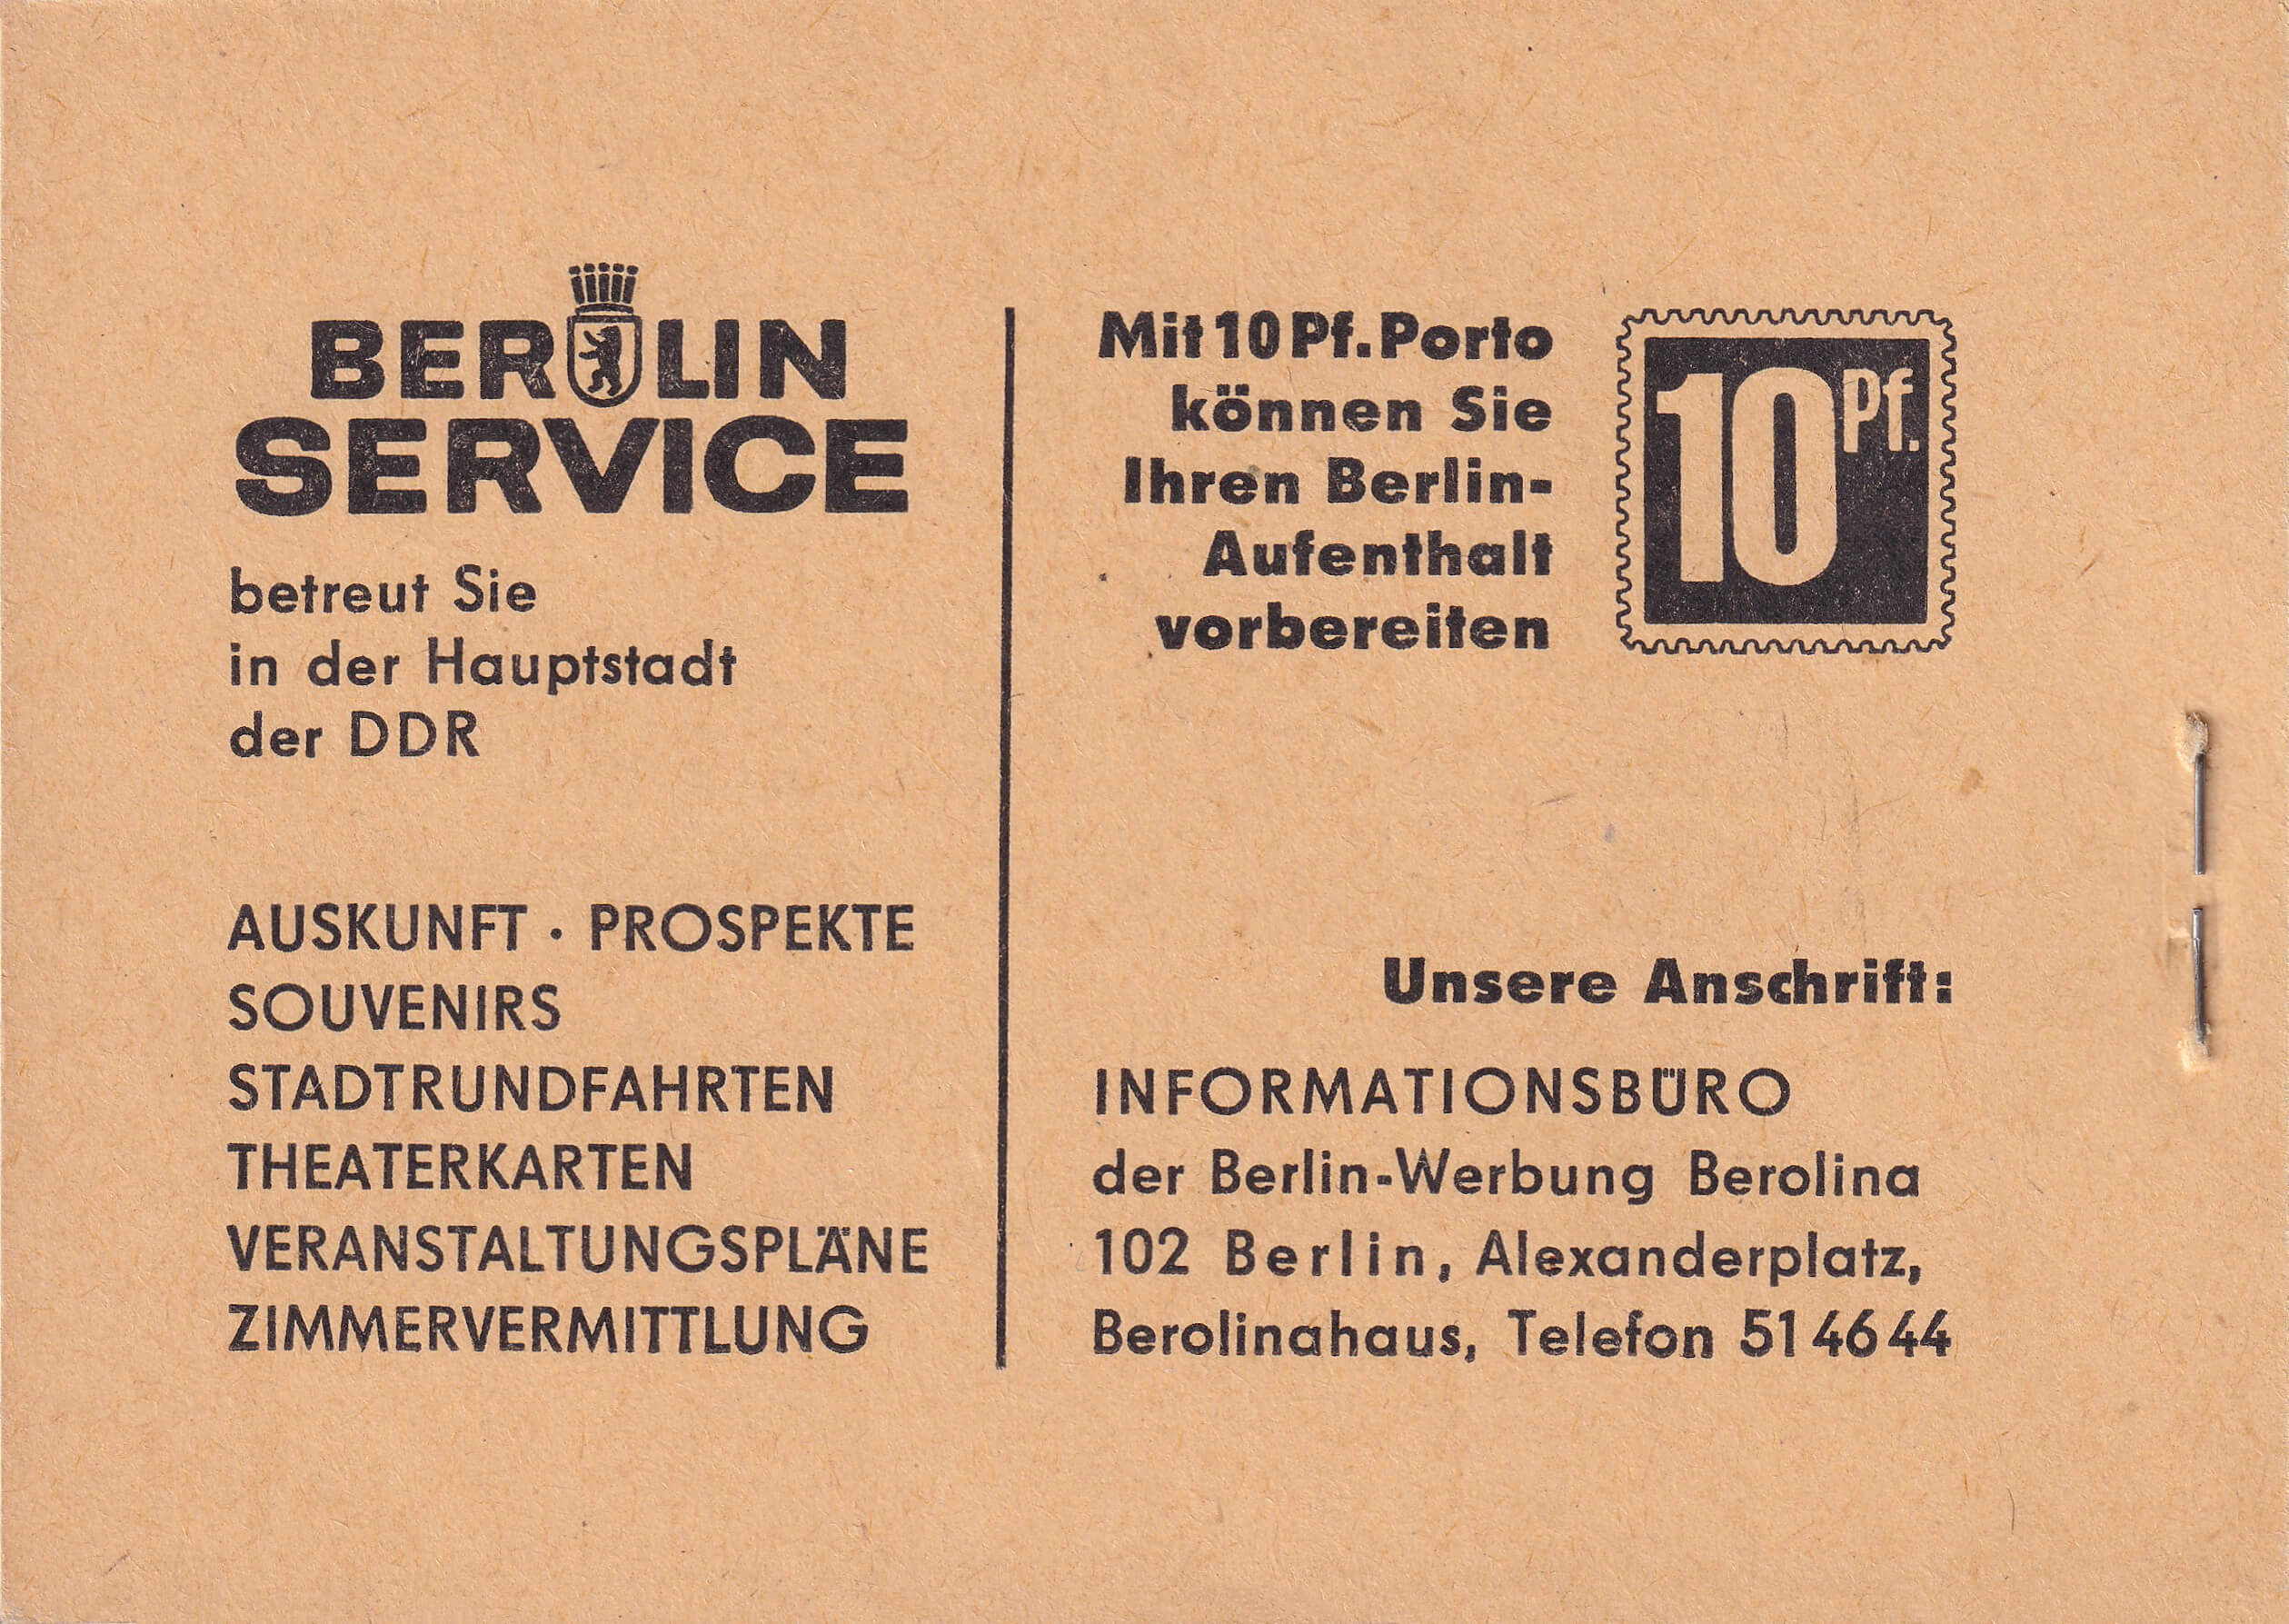 BERLIN
SERVICE
betreut Sie
in der Hauptstadt
der DDR
AUSKUNFT · PROSPEKTE
SOUVENIRS
STADTRUNDFAHRTEN
THEATERKARTEN
VERANSTALTUNGSPLÄNE
ZIMMERVERMITTLUNG
Mit 10 Pf. Porto
können Sie
Ihren Berlin-
Aufenthalt
vorbereiten
10 Pf.
Unsere Anschrift:
INFORMATIONSBÜRO
der Berlin-Werbung Berolina
102 Berlin, Alexanderplatz,
Berolinahaus, Telefon 51 46 44